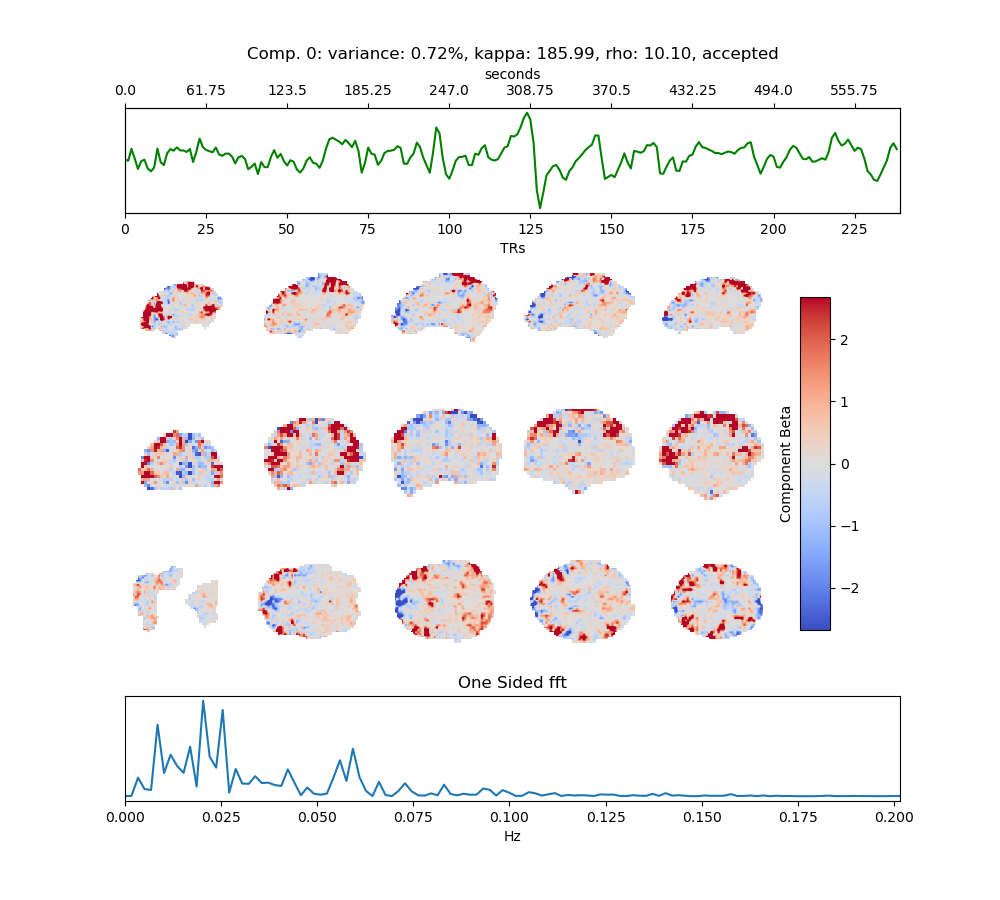 Comp. 0: variance: 0.72%, kappa: 185.99, rho: 10.10, accepted
seconds
0.0 61.75 123.5 185.25 247.0 308.75 370.5 432.25 494.0 555.75
0 25 50 75 100 125 150 175 200 225
TRs
2
1
0
−1
−2
Component Beta
One Sided fft
0.000 0.025 0.050 0.075 0.100 0.125 0.150 0.175 0.200
Hz